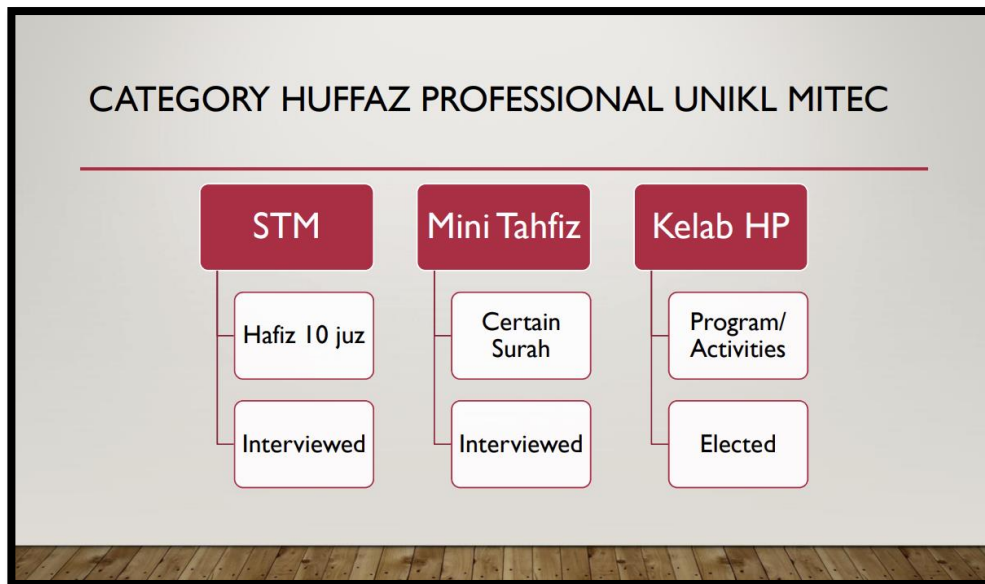 CATEGORY HUFFAZ PROFESSIONAL UNIKL MITEC
STM
Hafiz 10 juz
Interviewed
Mini Tahfiz
Certain
Surah
Interviewed
Kelab HP
Program/
Activities
Elected